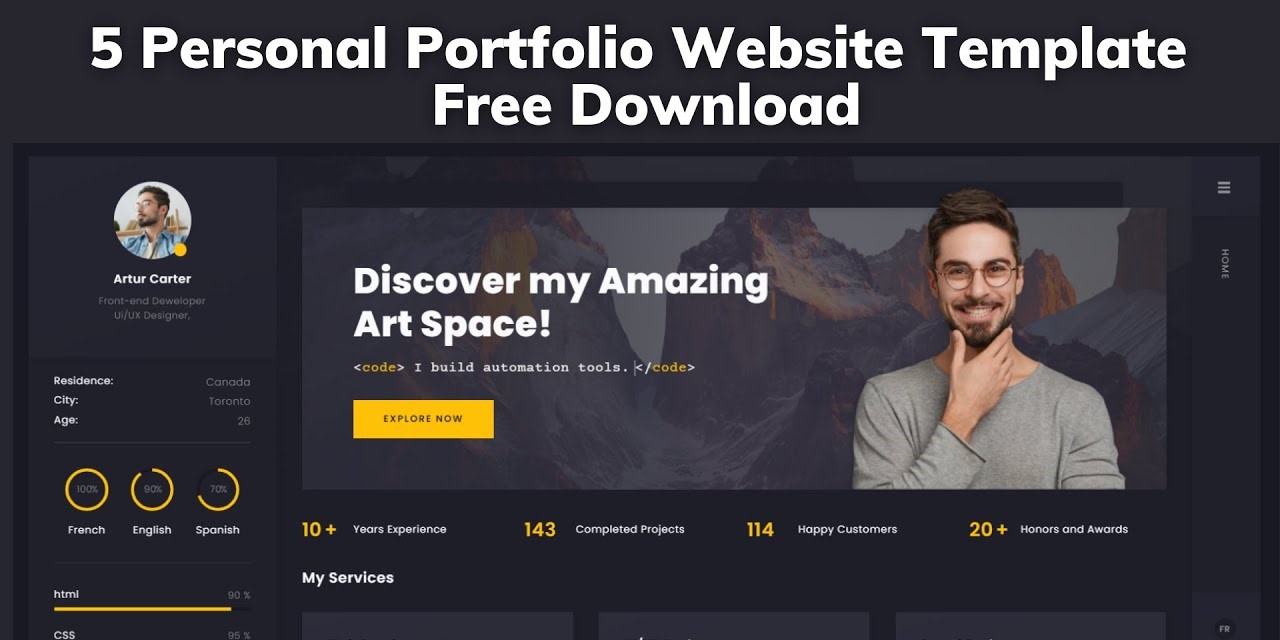 5 Personal Portfolio Website Template
Free Download
Artur Carter
Front-end Deweloper
Ui/UX Designer,
Residence: Canada
City: Toronto
Age: 26
100% 90% 70%
French English Spanish
html 90 %
CSS 95 %
Discover my Amazing
Art Space!
<code> I build automation tools. </code>
EXPLORE NOW
10 + Years Experience 143 Completed Projects 114 Happy Customers 20 + Honors and Awards
My Services
HOME
FR